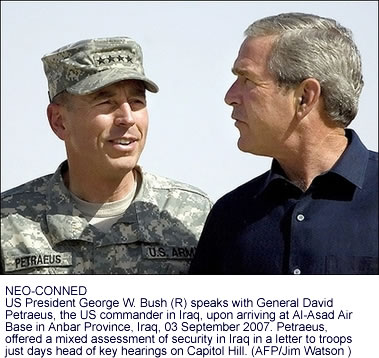 PETRAEUS
U.S. ARMY
NEO-CONNED
US President George W. Bush (R) speaks with General David
Petraeus, the US commander in Iraq, upon arriving at Al-Asad Air
Base in Anbar Province, Iraq, 03 September 2007. Petraeus,
offered a mixed assessment of security in Iraq in a letter to troops
just days head of key hearings on Capitol Hill. (AFP/Jim Watson )